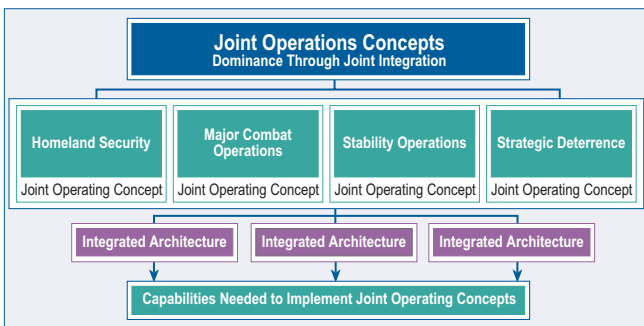 Joint Operations Concepts
Dominance Through Joint Integration
Homeland Security
Joint Operating Concept
Major Combat
Operations
Joint Operating Concept
Stability Operations
Joint Operating Concept
Strategic Deterrence
Joint Operating Concept
Integrated Architecture
Integrated Architecture
Integrated Architecture
Capabilities Needed to Implement Joint Operating Concepts